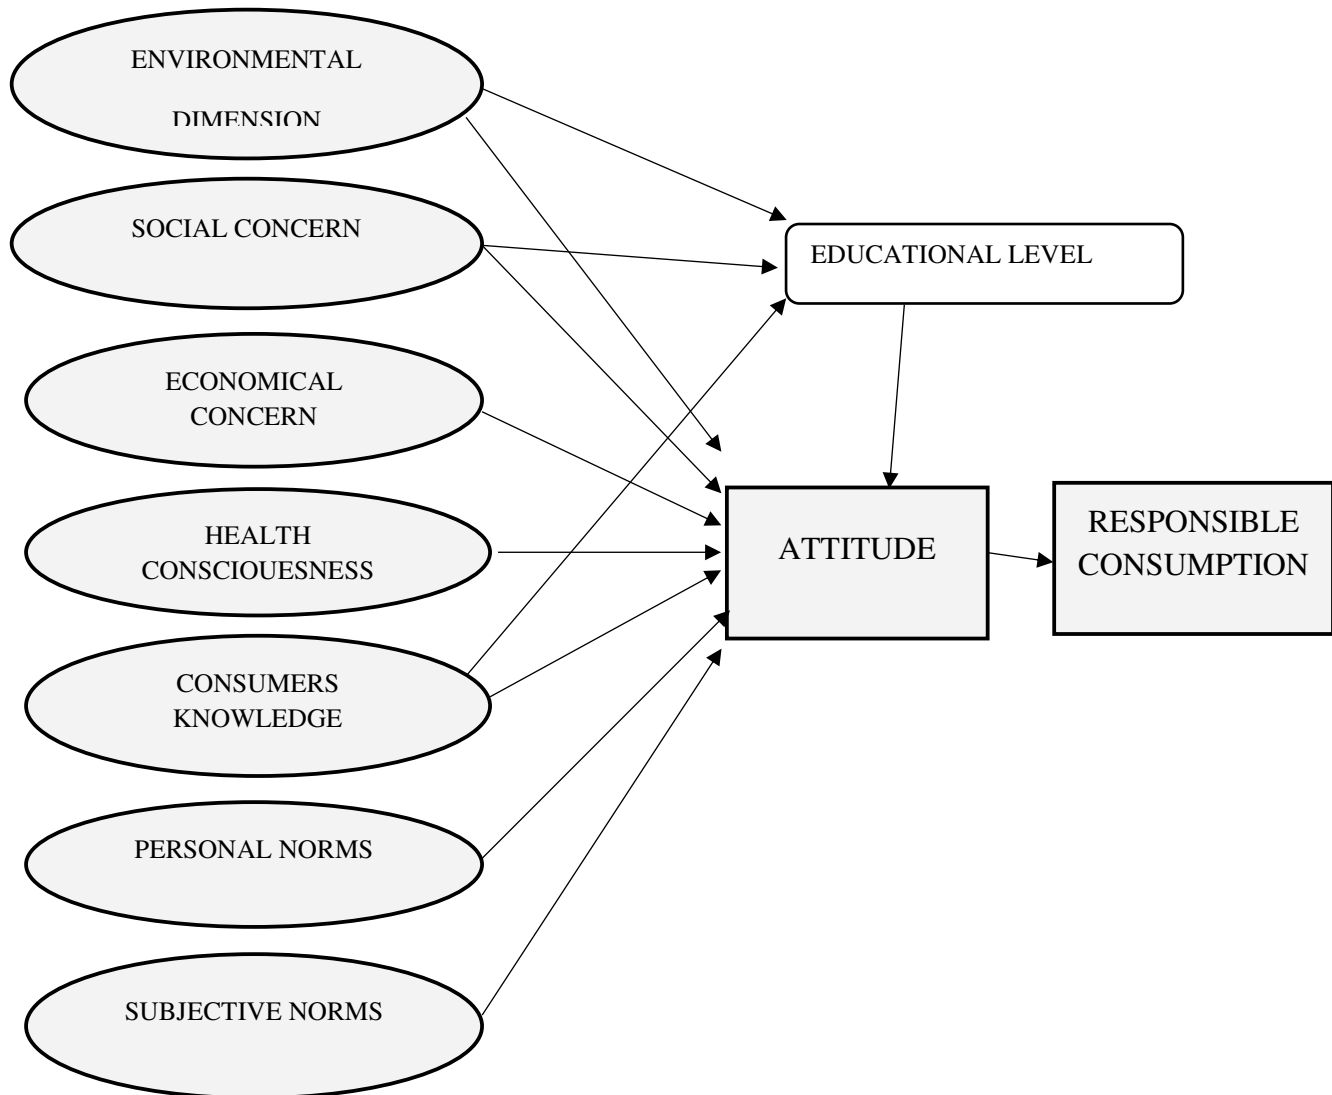 ENVIRONMENTAL
DIMENSION
SOCIAL CONCERN
EDUCATIONAL LEVEL
ECONOMICAL
CONCERN
HEALTH
CONSCIOUESNESS
ATTITUDE
RESPONSIBLE
CONSUMPTION
CONSUMERS
KNOWLEDGE
PERSONAL NORMS
SUBJECTIVE NORMS